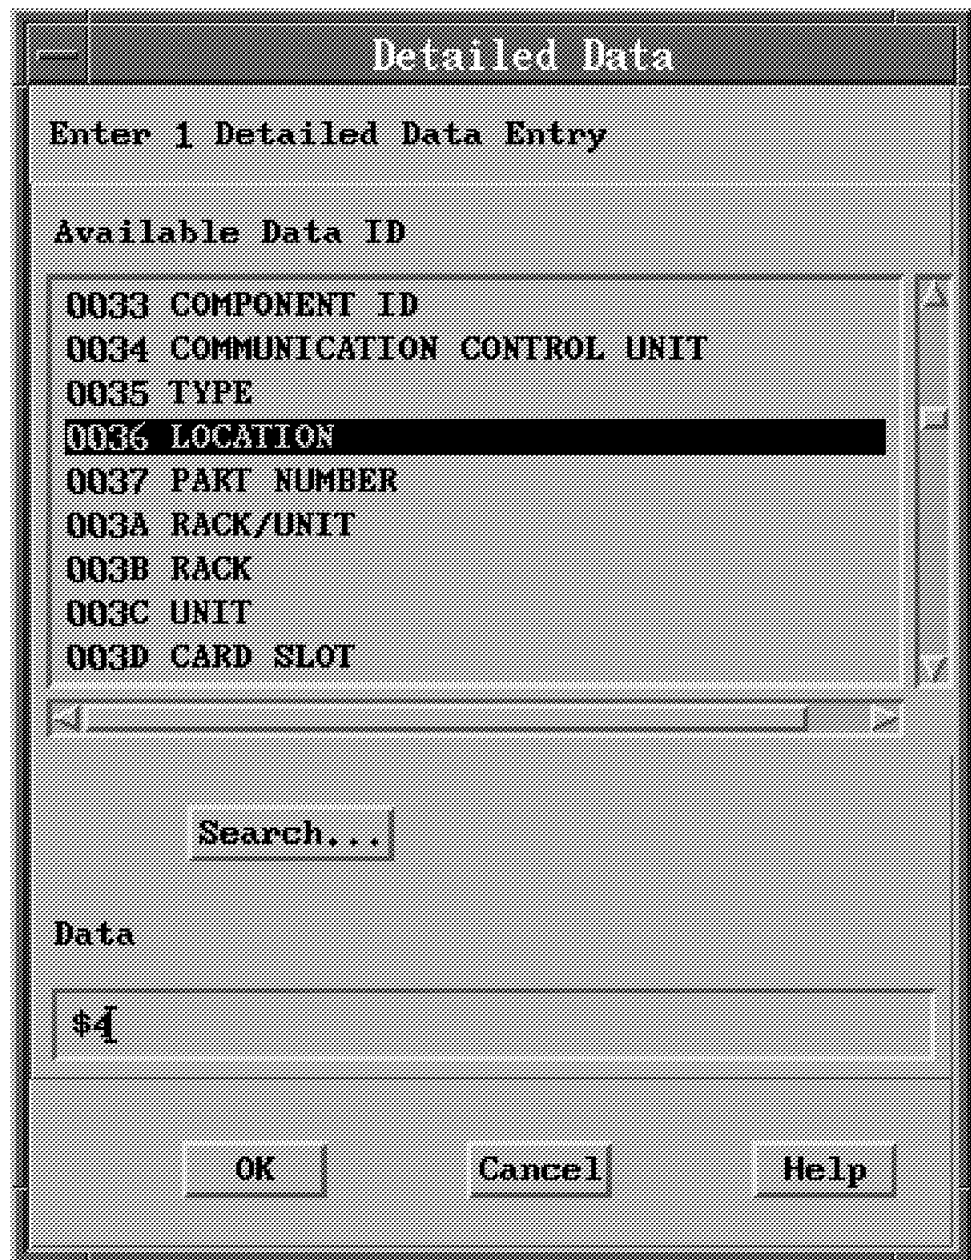 Detailed Data
Enter 1 Detailed Data Entry
Available Data ID
0033 COMPONENT ID
0034 COMMUNICATION CONTROL UNIT
0035 TYPE
0036 LOCATION
0037 PART NUMBER
003A RACK/UNIT
003B RACK
003C UNIT
003D CARD SLOT
Search...
Data
$4
OK Cancel Help